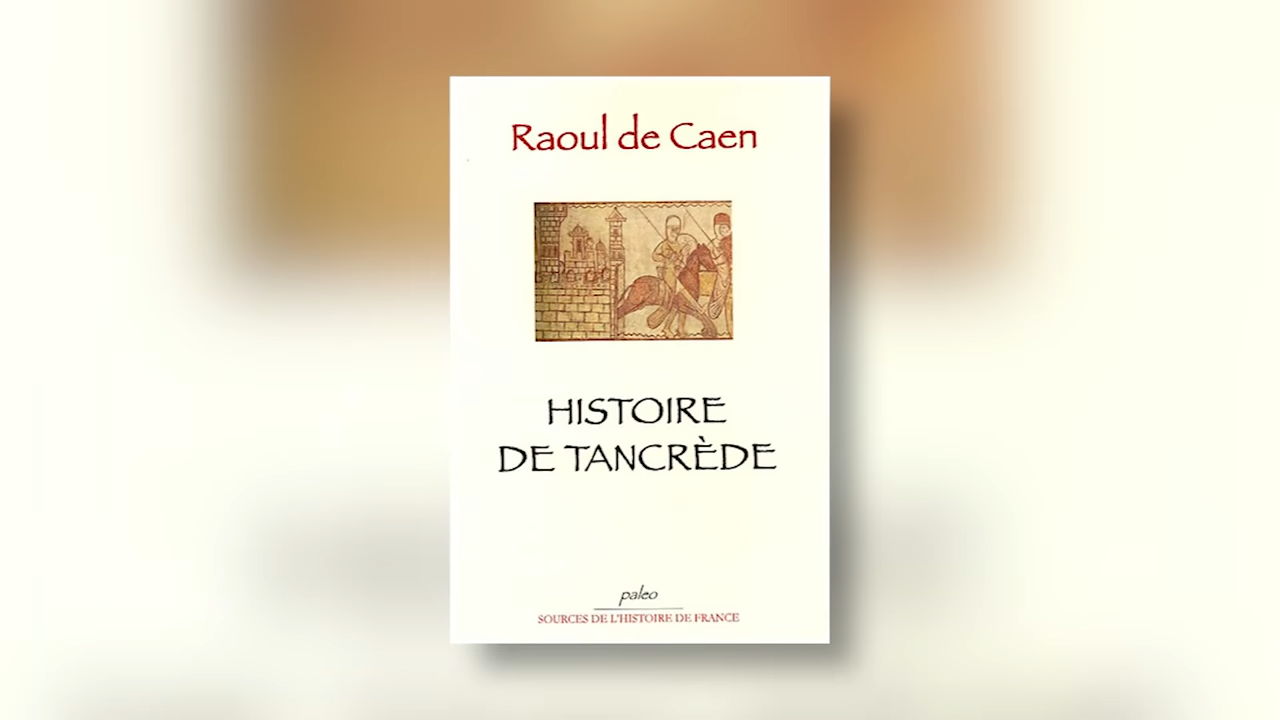 Raoul de Caen
HISTOIRE
DE TANCRÈDE
paleo
SOURCES DE L'HISTOIRE DE FRANCE